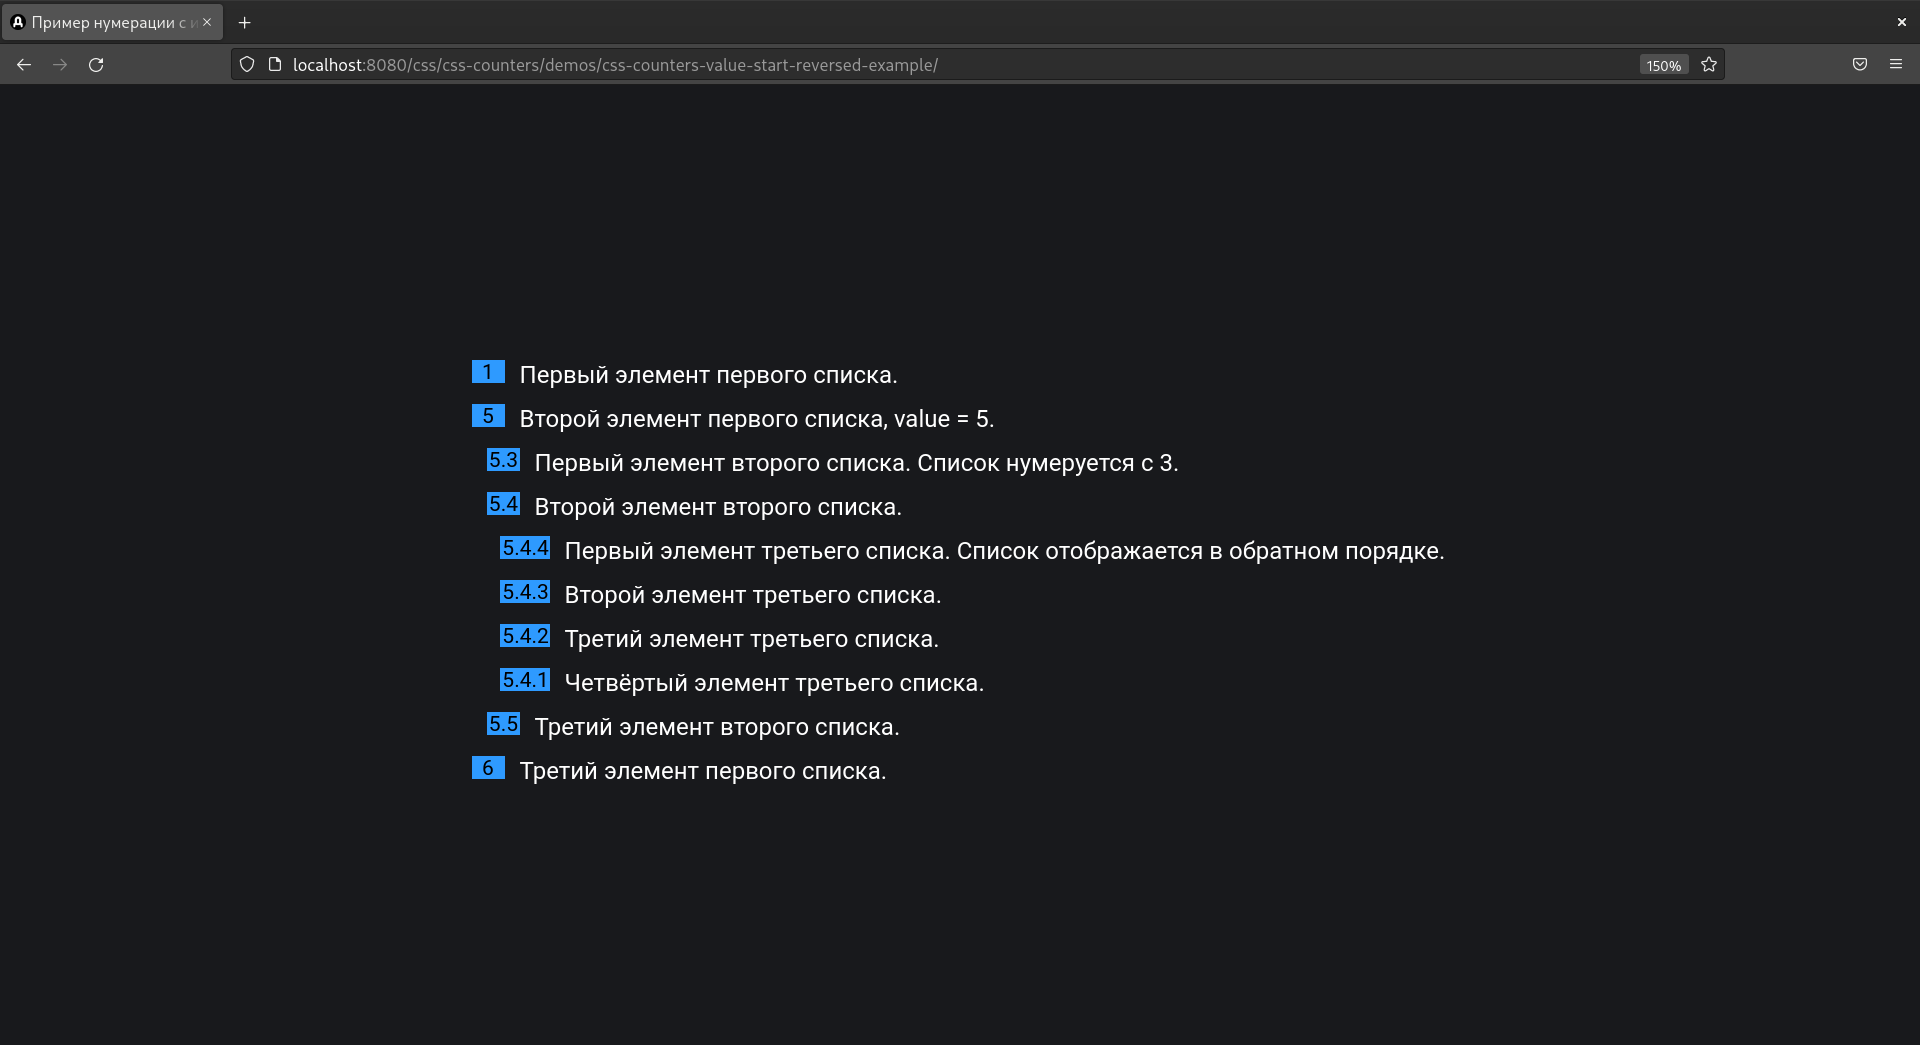 Пример нумерации с и
localhost:8080/css/css-counters/demos/css-counters-value-start-reversed-example/
150%
1 Первый элемент первого списка.
5 Второй элемент первого списка, value = 5.
5.3 Первый элемент второго списка. Список нумеруется с 3.
5.4 Второй элемент второго списка.
5.4.4 Первый элемент третьего списка. Список отображается в обратном порядке.
5.4.3 Второй элемент третьего списка.
5.4.2 Третий элемент третьего списка.
5.4.1 Четвёртый элемент третьего списка.
5.5 Третий элемент второго списка.
6 Третий элемент первого списка.